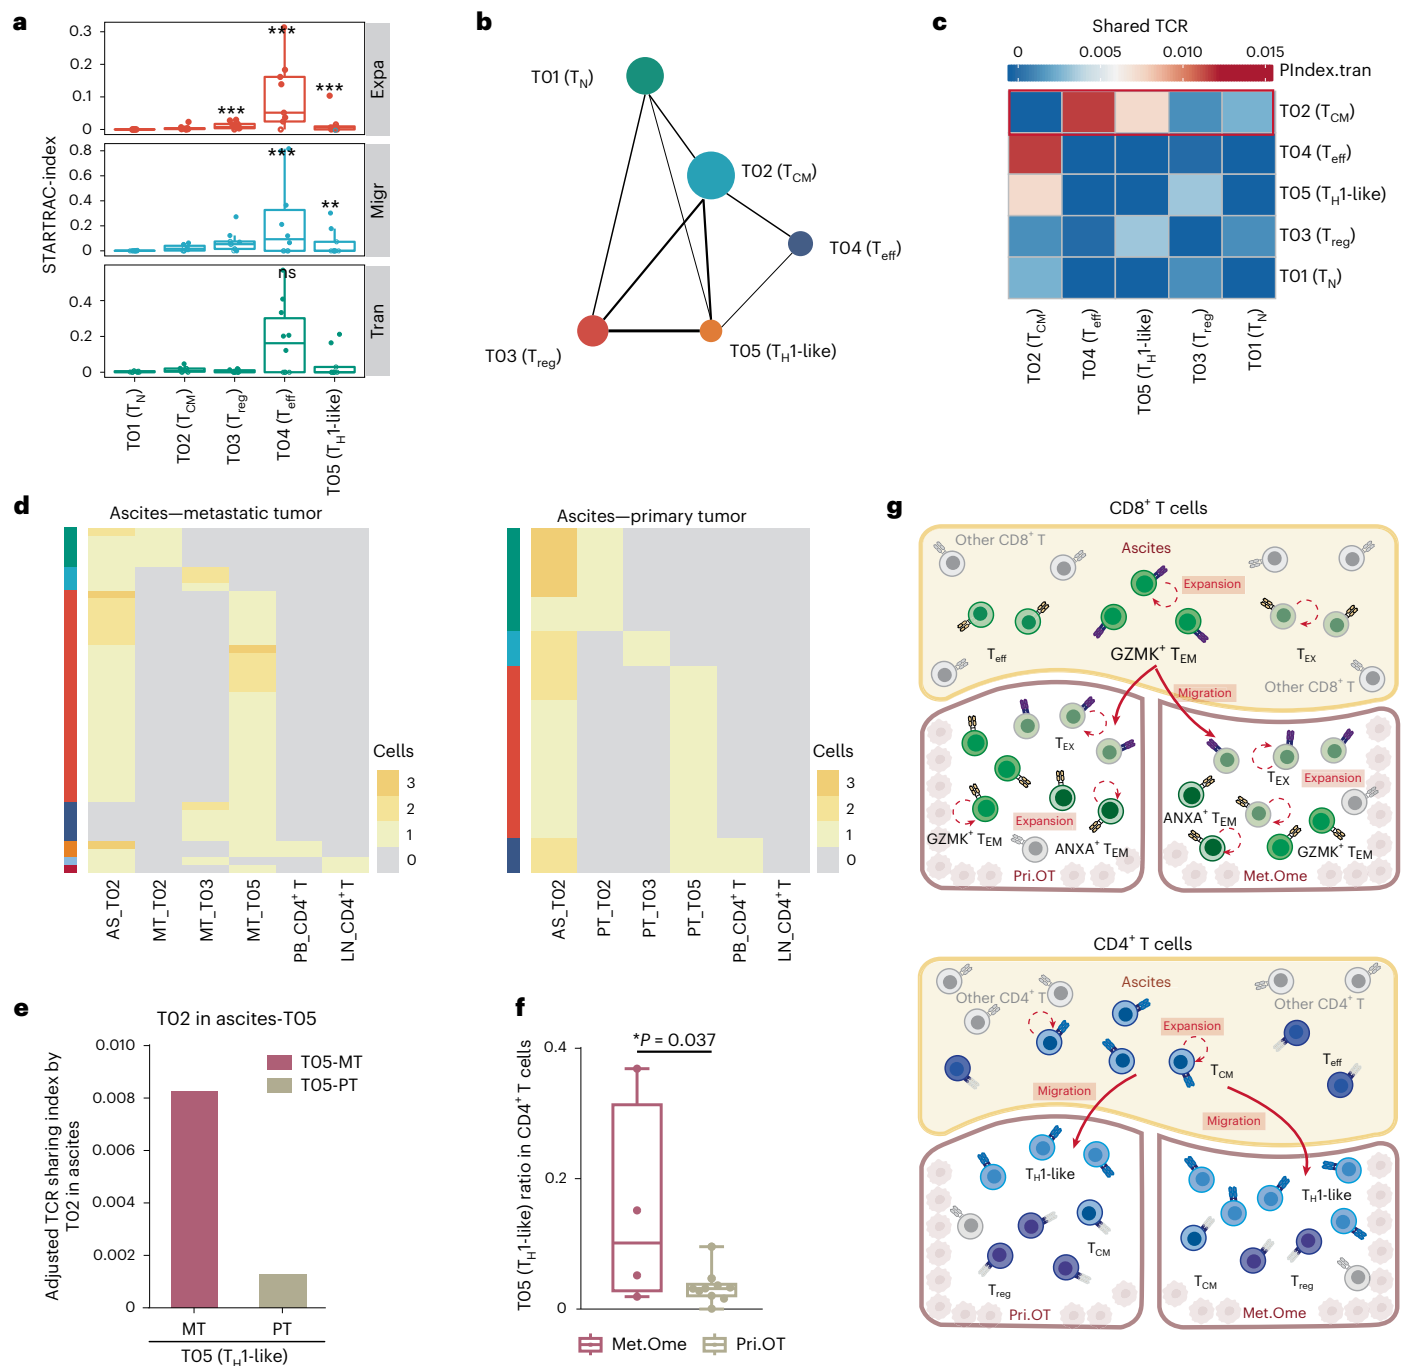 a
STARTRAC-index
0.3
0.2
0.1
0
***
***
***
Expa
0.8
0.6
0.4
0.2
0
***
**
Migr
0.4
0.2
0
ns
Tran
T01 (TN)
T02 (TCM)
T03 (Treg)
T04 (Teff)
T05 (TH1-like)
b
T01 (TN)
T02 (TCM)
T04 (Teff)
T03 (Treg)
T05 (TH1-like)
c
Shared TCR
0 0.005 0.010 0.015
PIndex.tran
T02 (TCM)
T04 (Teff)
T05 (TH1-like)
T03 (Treg)
T01 (TN)
T02 (TCM)
T04 (Teff)
T05 (TH1-like)
T03 (Treg)
T01 (TN)
d
Ascites—metastatic tumor
Cells
3
2
1
0
AS_T02
MT_T02
MT_T03
MT_T05
PB_CD4+ T
LN_CD4+ T
Ascites—primary tumor
Cells
3
2
1
0
AS_T02
PT_T02
PT_T03
PT_T05
PB_CD4+ T
LN_CD4+ T
e
T02 in ascites-T05
Adjusted TCR sharing index by
T02 in ascites
0.010
0.008
0.006
0.004
0.002
0
T05-MT
T05-PT
MT PT
T05 (TH1-like)
f
T05 (TH1-like) ratio in CD4+ T cells
*P = 0.037
0.4
0.2
0
Met.Ome Pri.OT
g
CD8+ T cells
Other CD8+ T
Ascites
Expansion
Teff
GZMK+ TEM
TEX
Other CD8+ T
Migration
TEX
Expansion
GZMK+ TEM
ANXA+ TEM
Pri.OT
TEX
Expansion
ANXA+ TEM
GZMK+ TEM
Met.Ome
CD4+ T cells
Other CD4+ T
Ascites
Other CD4+ T
Expansion
TCM
Teff
Migration
Migration
TH1-like
TCM
Treg
Pri.OT
TH1-like
TCM
Treg
Met.Ome